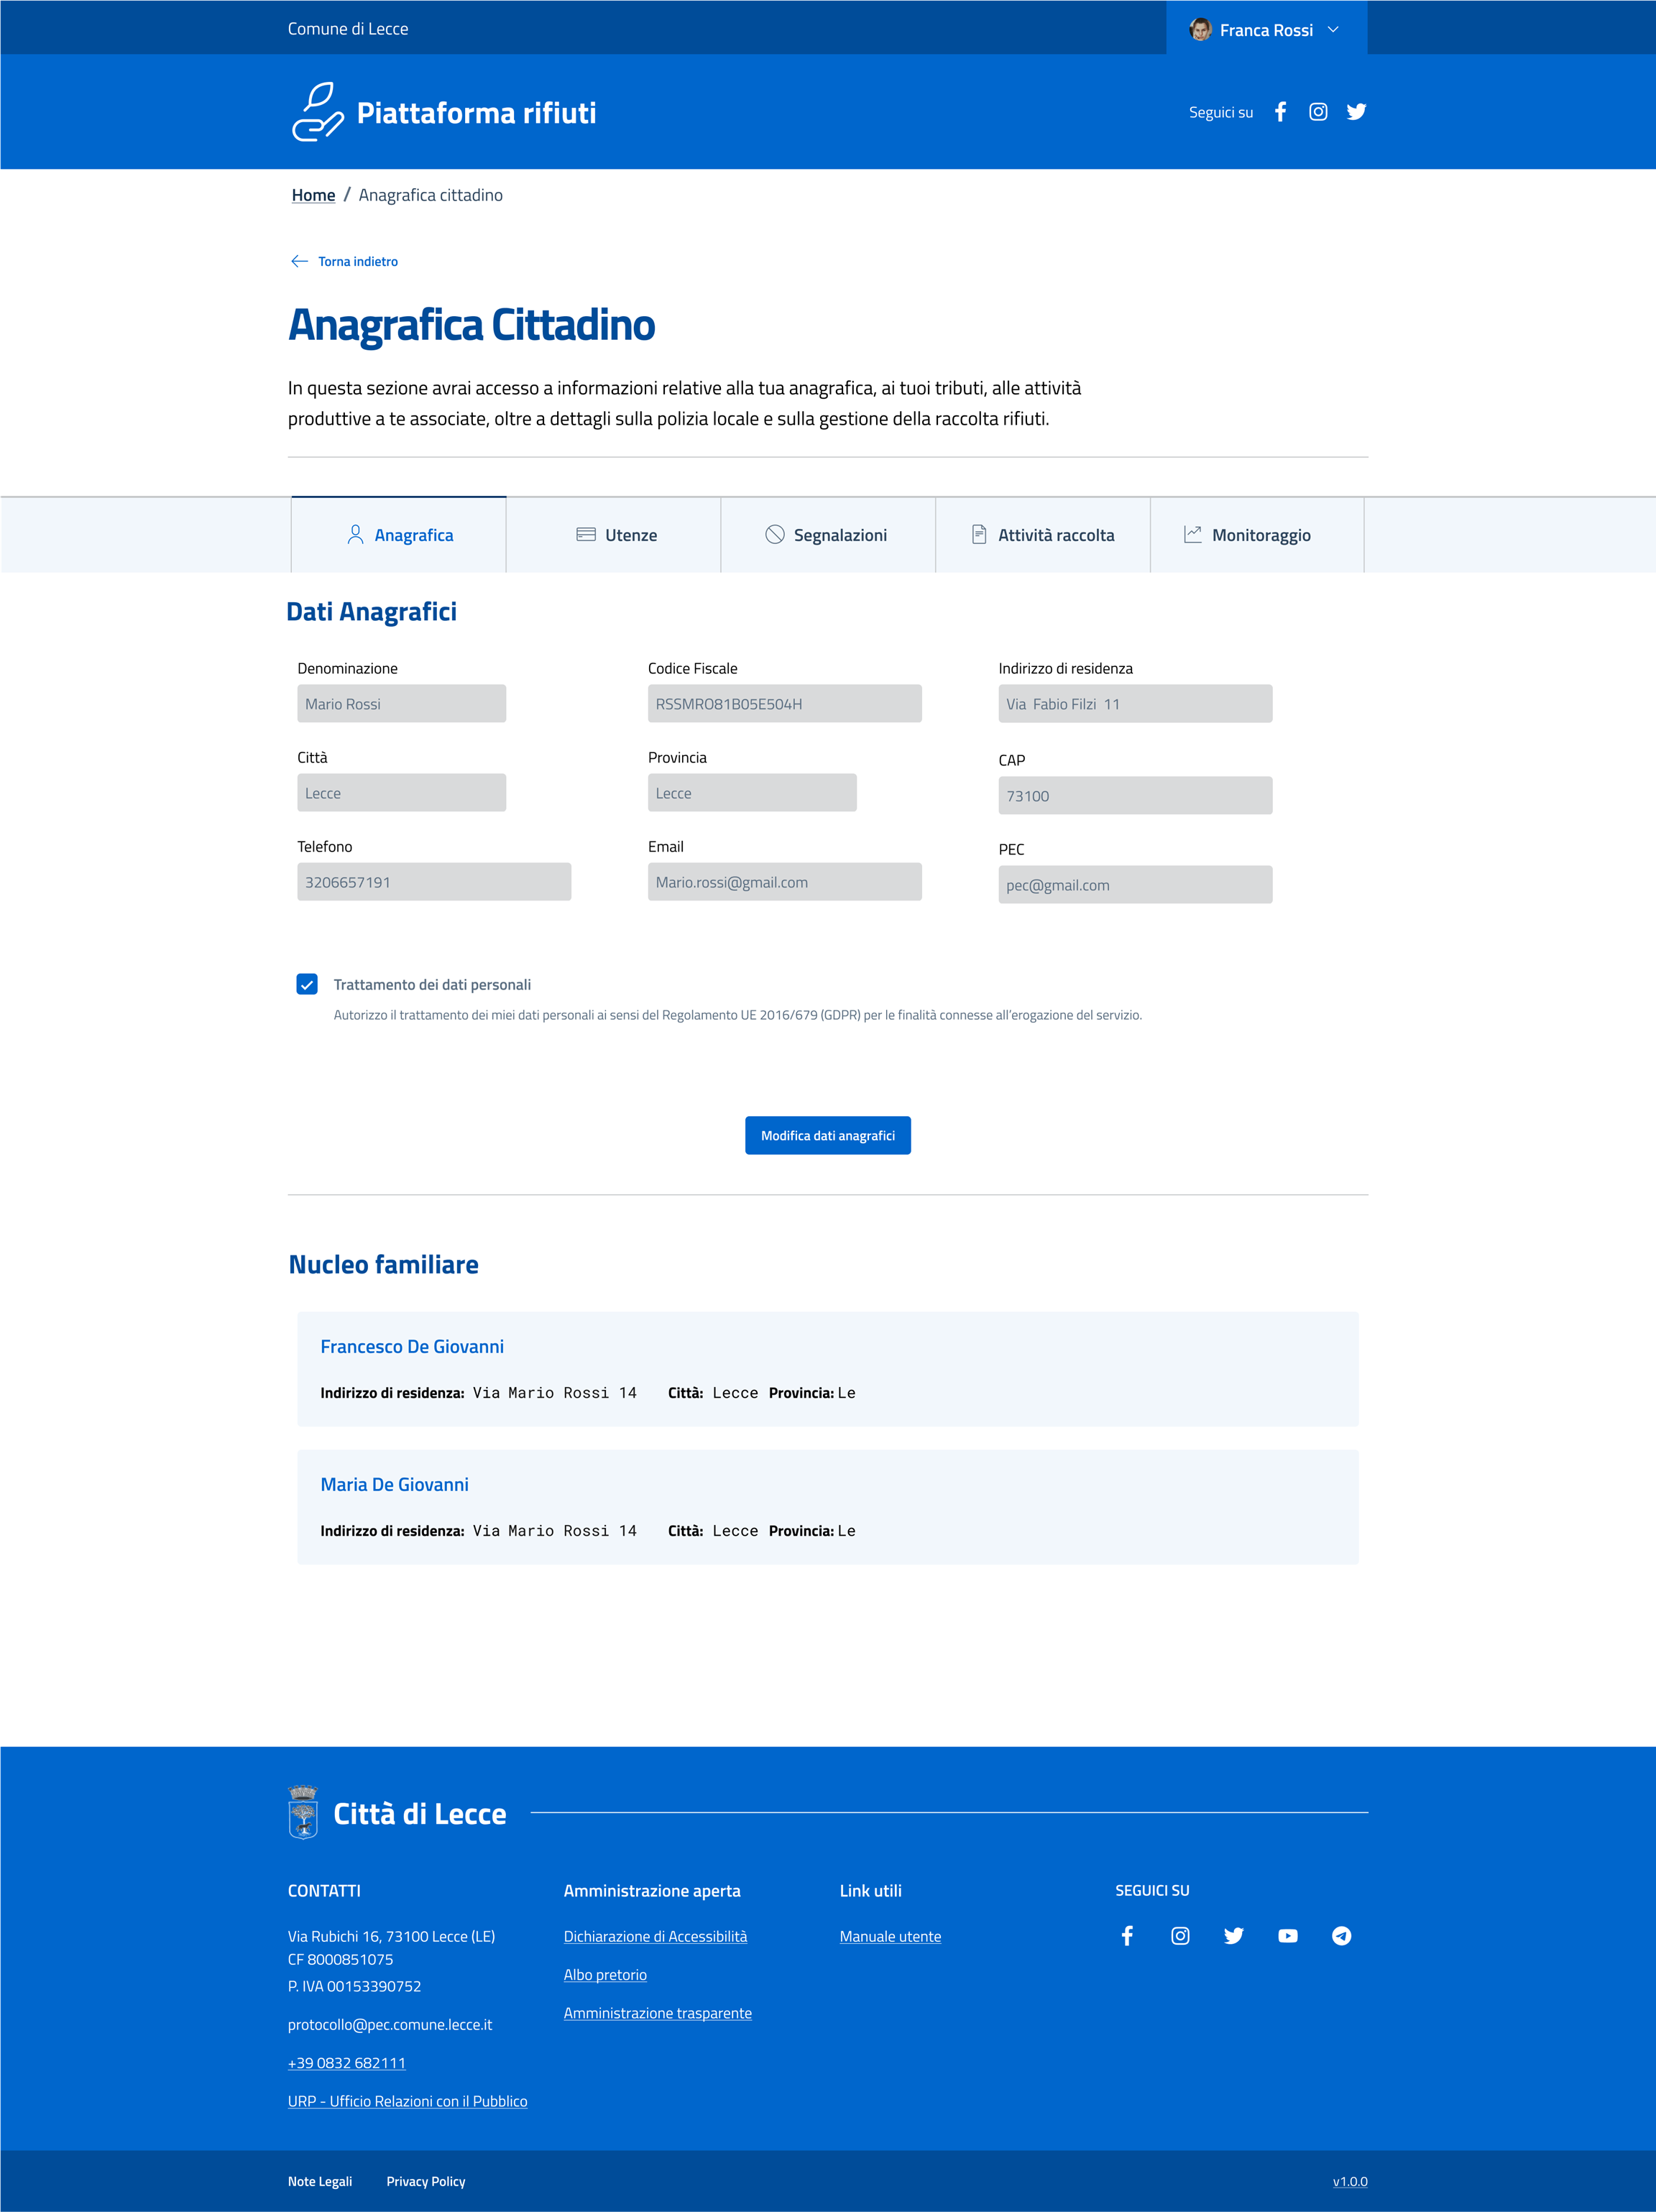 Comune di Lecce
Franca Rossi
Piattaforma rifiuti
Seguici su
Home / Anagrafica cittadino
Torna indietro
Anagrafica Cittadino
In questa sezione avrai accesso a informazioni relative alla tua anagrafica, ai tuoi tributi, alle attività
produttive a te associate, oltre a dettagli sulla polizia locale e sulla gestione della raccolta rifiuti.
Anagrafica
Utenze
Segnalazioni
Attività raccolta
Monitoraggio
Dati Anagrafici
Denominazione
Mario Rossi
Codice Fiscale
RSSMRO81B05E504H
Indirizzo di residenza
Via Fabio Filzi 11
Città
Lecce
Provincia
Lecce
CAP
73100
Telefono
3206657191
Email
Mario.rossi@gmail.com
PEC
pec@gmail.com
Trattamento dei dati personali
Autorizzo il trattamento dei miei dati personali ai sensi del Regolamento UE 2016/679 (GDPR) per le finalità connesse all'erogazione del servizio.
Modifica dati anagrafici
Nucleo familiare
Francesco De Giovanni
Indirizzo di residenza: Via Mario Rossi 14 Città: Lecce Provincia: Le
Maria De Giovanni
Indirizzo di residenza: Via Mario Rossi 14 Città: Lecce Provincia: Le
Città di Lecce
CONTATTI
Via Rubichi 16, 73100 Lecce (LE)
CF 8000851075
P. IVA 00153390752
protocollo@pec.comune.lecce.it
+39 0832 682111
URP - Ufficio Relazioni con il Pubblico
Amministrazione aperta
Dichiarazione di Accessibilità
Albo pretorio
Amministrazione trasparente
Link utili
Manuale utente
SEGUICI SU
Note Legali
Privacy Policy
v1.0.0